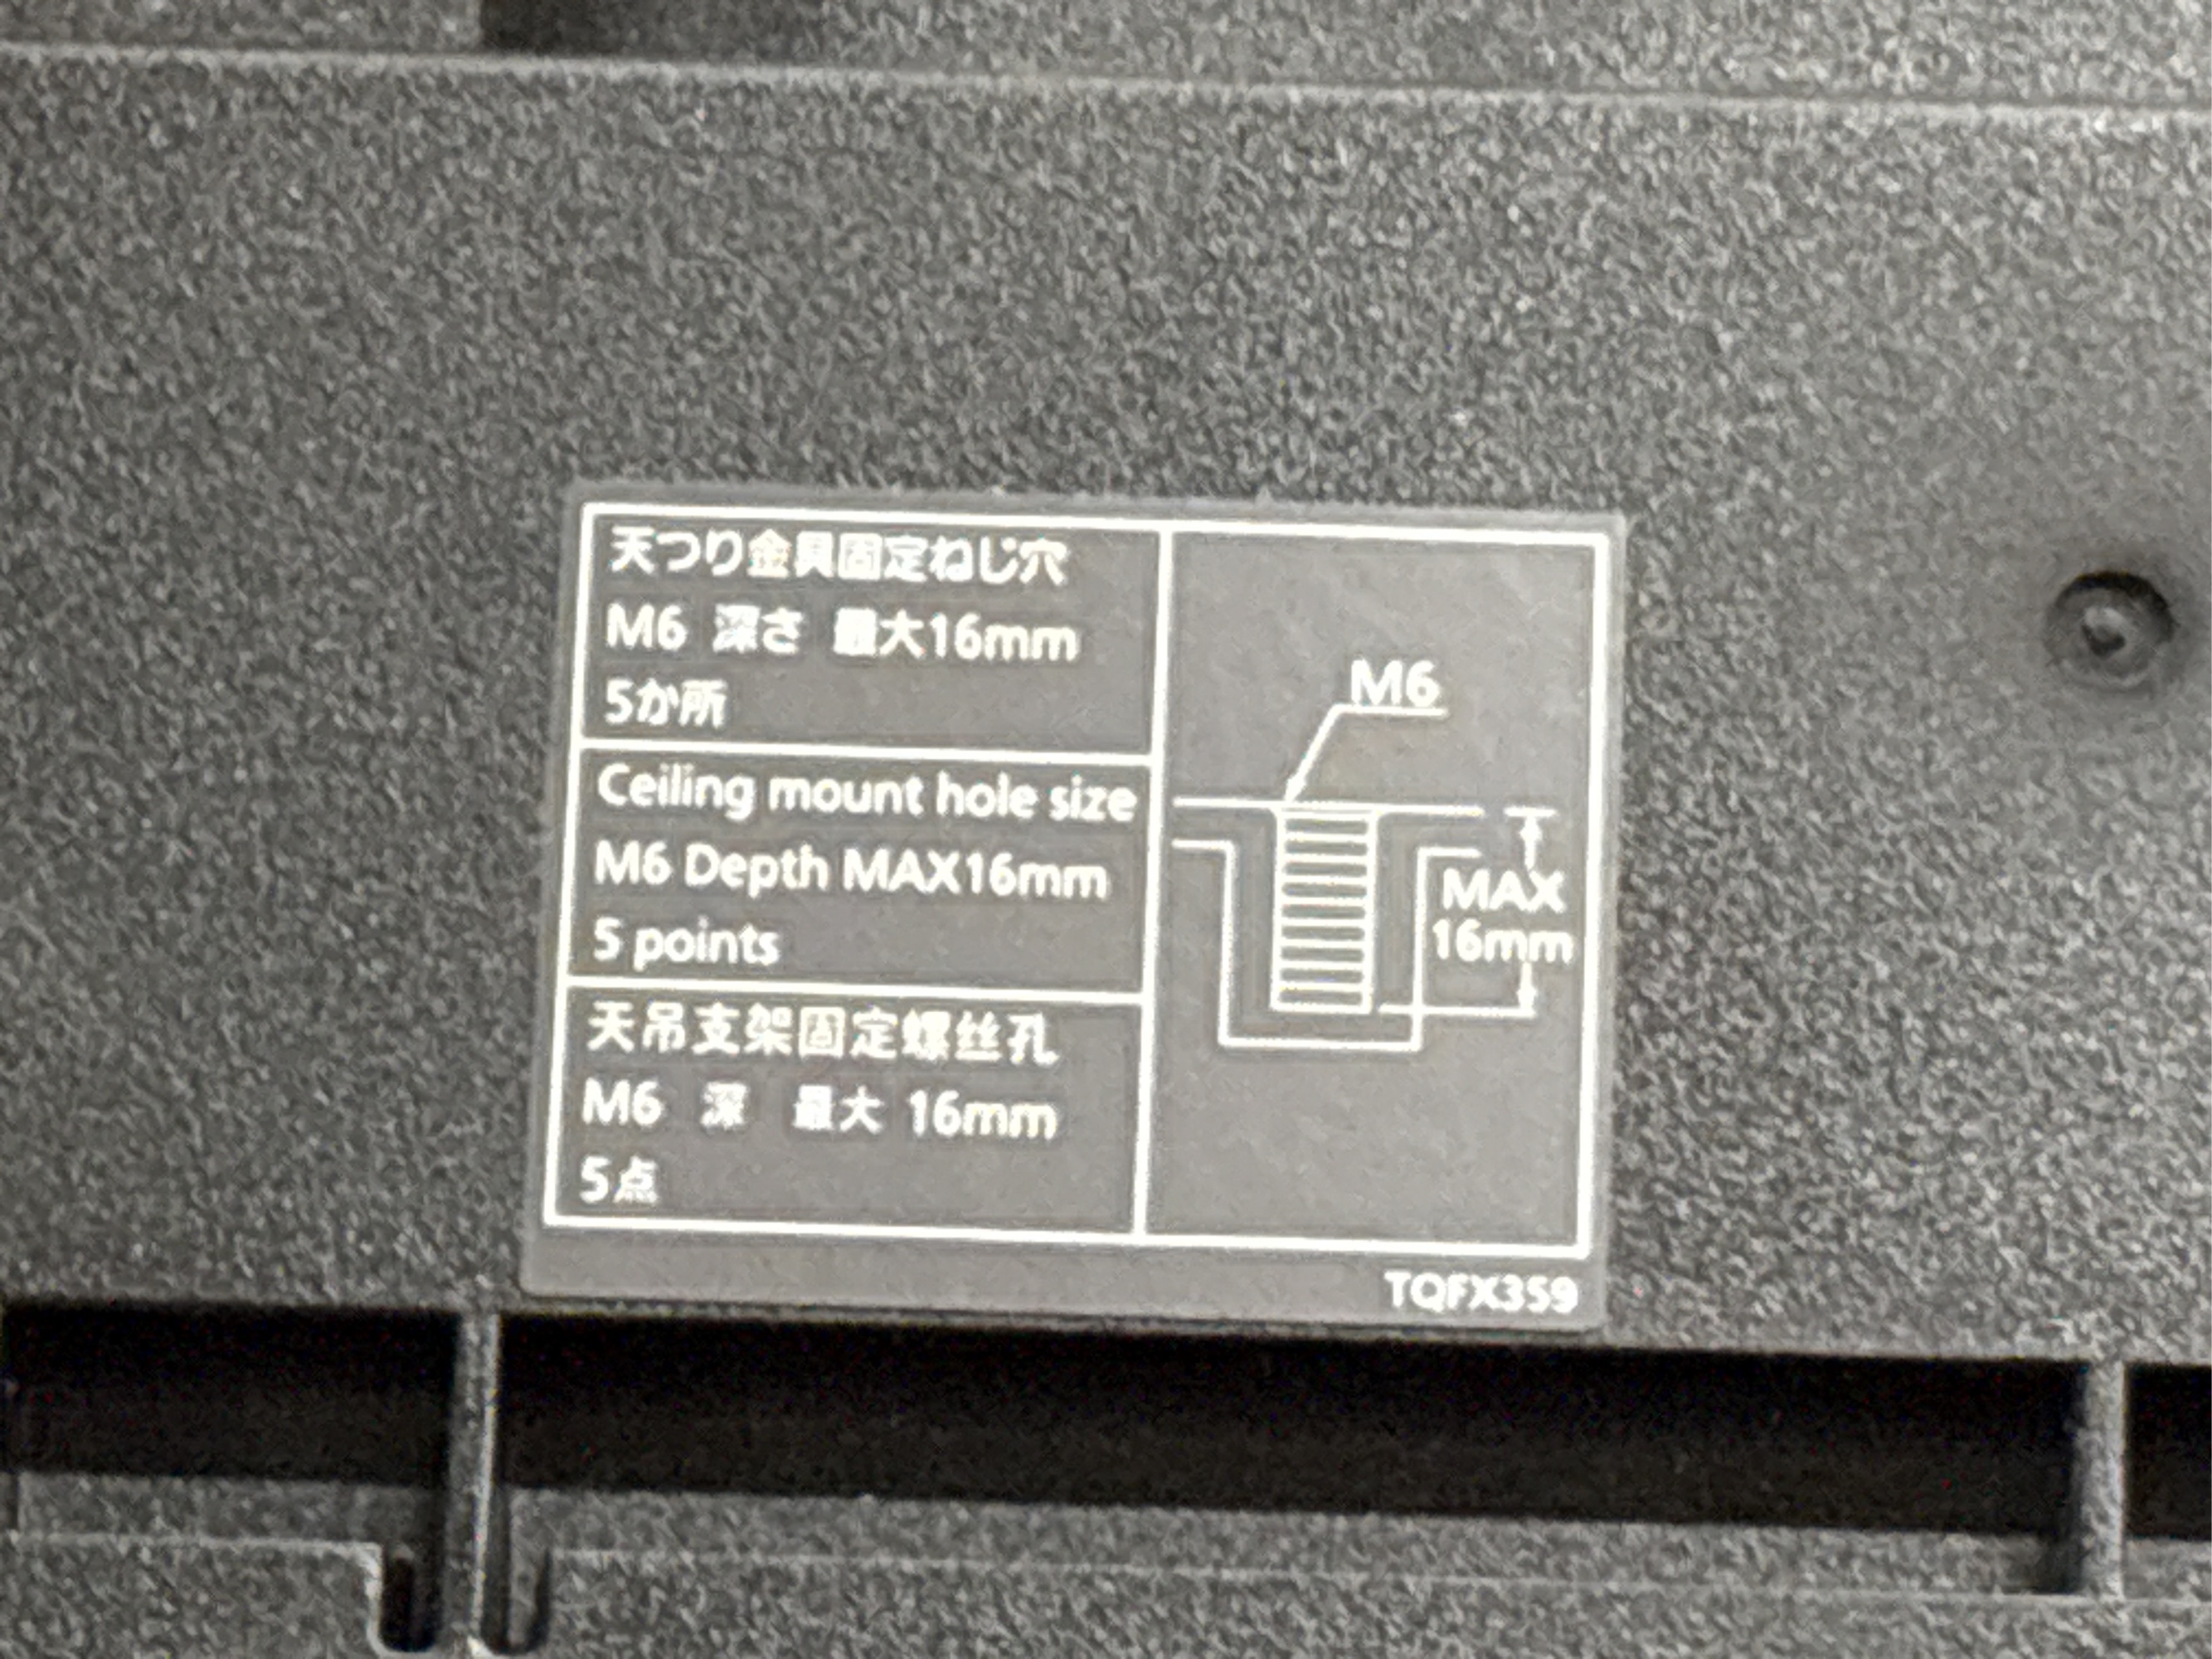 天つり金具固定ねじ穴
M6 深さ 最大16mm
5か所
Ceiling mount hole size
M6 Depth MAX16mm
5 points
天吊支架固定螺丝孔
M6 深 最大 16mm
5点
M6
MAX
16mm
TQFX359